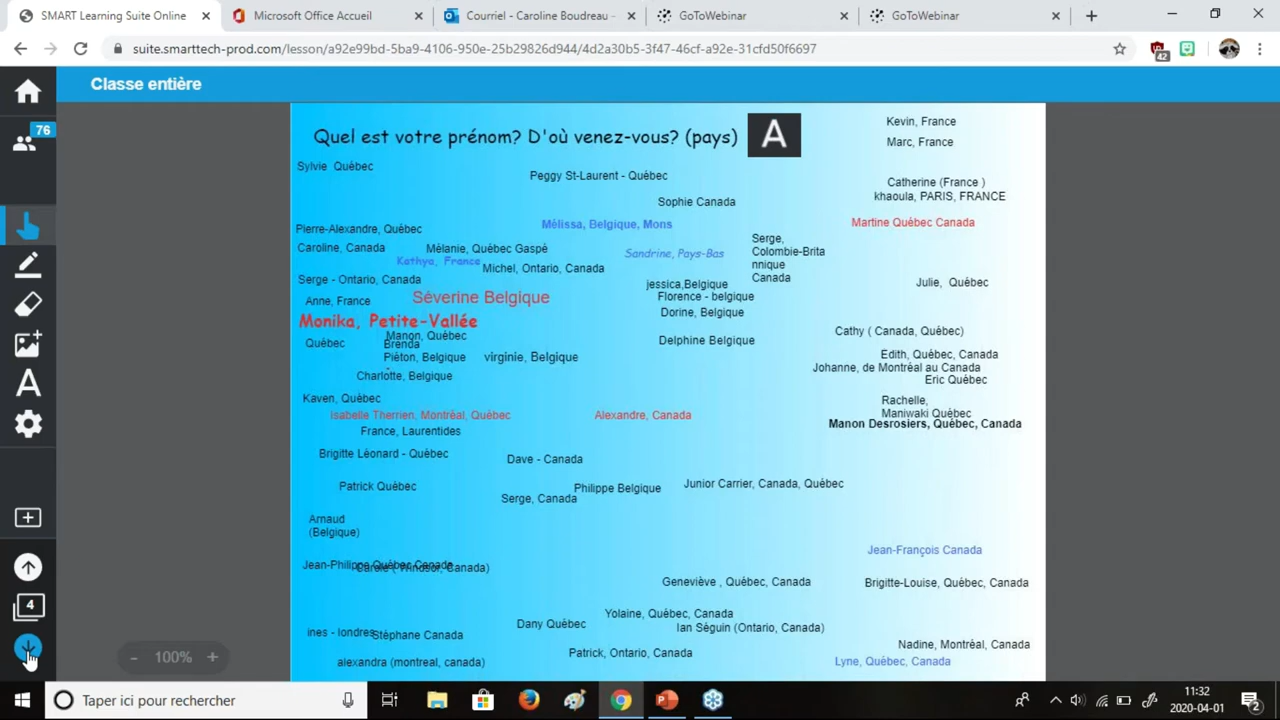 SMART Learning Suite Online
Microsoft Office Accueil
Courriel - Caroline Boudreau -
GoToWebinar
GoToWebinar
suite.smarttech-prod.com/lesson/a92e99bd-5ba9-4106-950e-25b29826d944/4d2a30b5-3f47-46cf-a92e-31cfd50f6697
42
Classe entière
76
Quel est votre prénom? D'où venez-vous? (pays)
A
Kevin, France
Marc, France
Sylvie Québec
Peggy St-Laurent - Québec
Catherine (France )
khaoula, PARIS, FRANCE
Sophie Canada
Martine Québec Canada
Pierre-Alexandre, Québec
Mélissa, Belgique, Mons
Caroline, Canada
Mélanie, Québec Gaspé
Sandrine, Pays-Bas
Serge,
Colombie-Brita
nnique
Canada
Kathya, France
Michel, Ontario, Canada
Serge - Ontario, Canada
jessica,Belgique
Julie, Québec
Anne, France
Séverine Belgique
Florence - belgique
Dorine, Belgique
Monika, Petite-Vallée
Québec
Manon, Québec
Brenda
Piéton, Belgique
virginie, Belgique
Delphine Belgique
Cathy ( Canada, Québec)
Edith, Québec, Canada
Johanne, de Montréal au Canada
Eric Québec
Charlotte, Belgique
Kaven, Québec
Rachelle,
Maniwaki Québec
Isabelle Therrien, Montréal, Québec
Alexandre, Canada
Manon Desrosiers, Québec, Canada
France, Laurentides
Brigitte Léonard - Québec
Dave - Canada
Patrick Québec
Philippe Belgique
Junior Carrier, Canada, Québec
Serge, Canada
Arnaud
(Belgique)
Jean-François Canada
Jean-Philippe Québec Canada
Carole ( Windsor, Canada)
Geneviève , Québec, Canada
Brigitte-Louise, Québec, Canada
Yolaine, Québec, Canada
Dany Québec
Ian Séguin (Ontario, Canada)
ines - londres
Stéphane Canada
Nadine, Montréal, Canada
Patrick, Ontario, Canada
alexandra (montreal, canada)
Lyne, Québec, Canada
A
4
- 100% +
Taper ici pour rechercher
11:32
2020-04-01
2